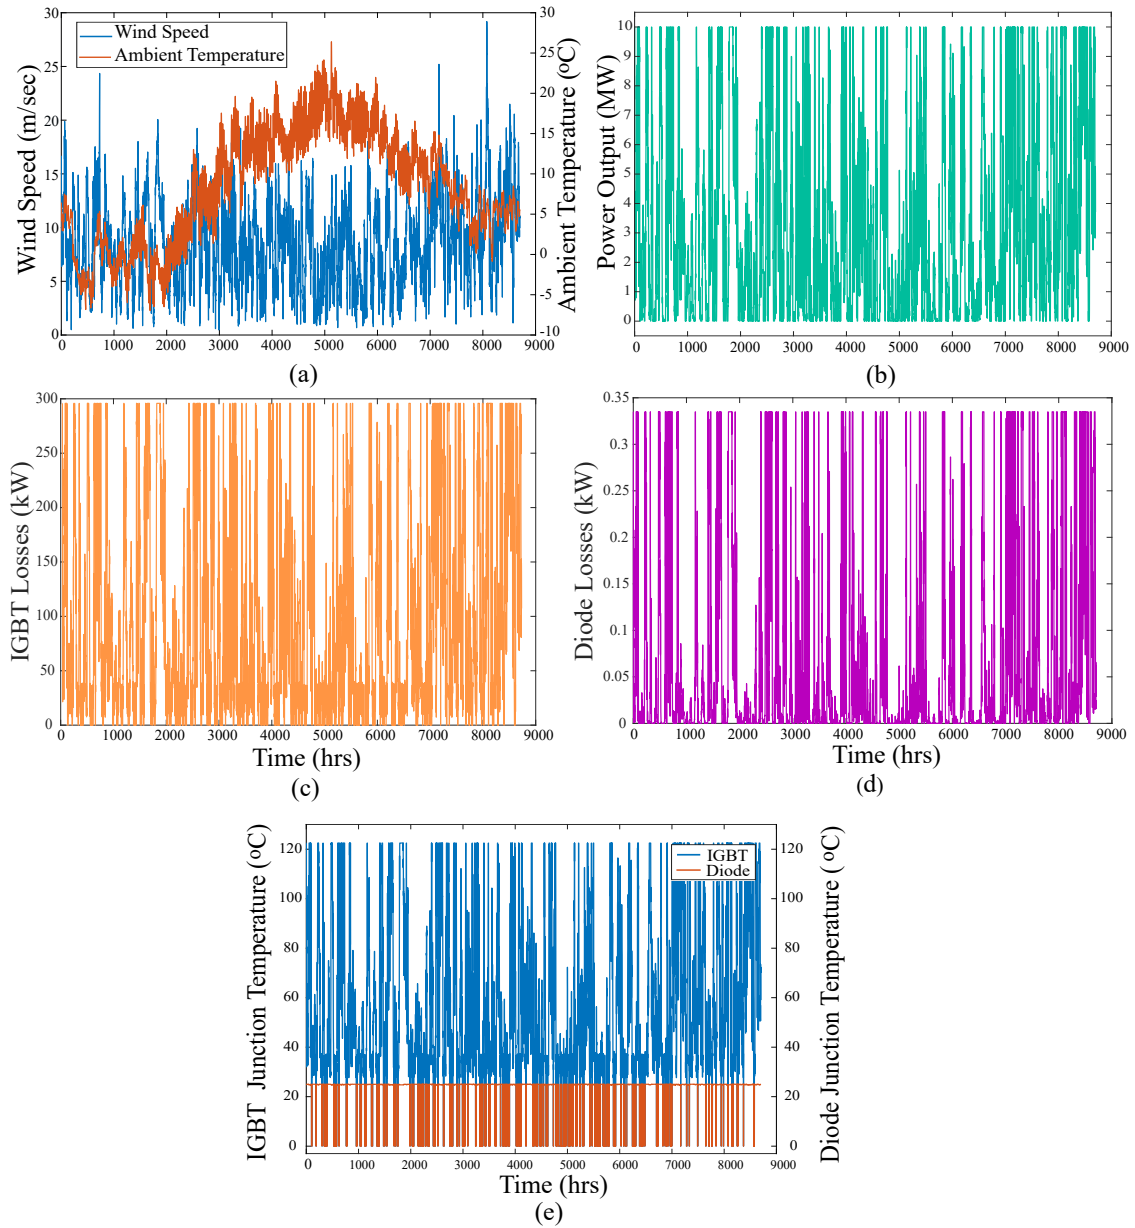 Wind Speed
Ambient Temperature
Wind Speed (m/sec)
30
25
20
15
10
5
0
30
25
20
15
10
5
0
-5
-10
Ambient Temperature (oC)
0 1000 2000 3000 4000 5000 6000 7000 8000 9000
(a)
Power Output (MW)
10
9
8
7
6
5
4
3
2
1
0
0 1000 2000 3000 4000 5000 6000 7000 8000 9000
(b)
IGBT Losses (kW)
300
250
200
150
100
50
0
0 1000 2000 3000 4000 5000 6000 7000 8000 9000
Time (hrs)
(c)
Diode Losses (kW)
0.35
0.3
0.25
0.2
0.15
0.1
0.05
0
0 1000 2000 3000 4000 5000 6000 7000 8000 9000
Time (hrs)
(d)
IGBT Junction Temperature (oC)
120
100
80
60
40
20
0
IGBT
Diode
120
100
80
60
40
20
0
Diode Junction Temperature (oC)
0 1000 2000 3000 4000 5000 6000 7000 8000 9000
Time (hrs)
(e)